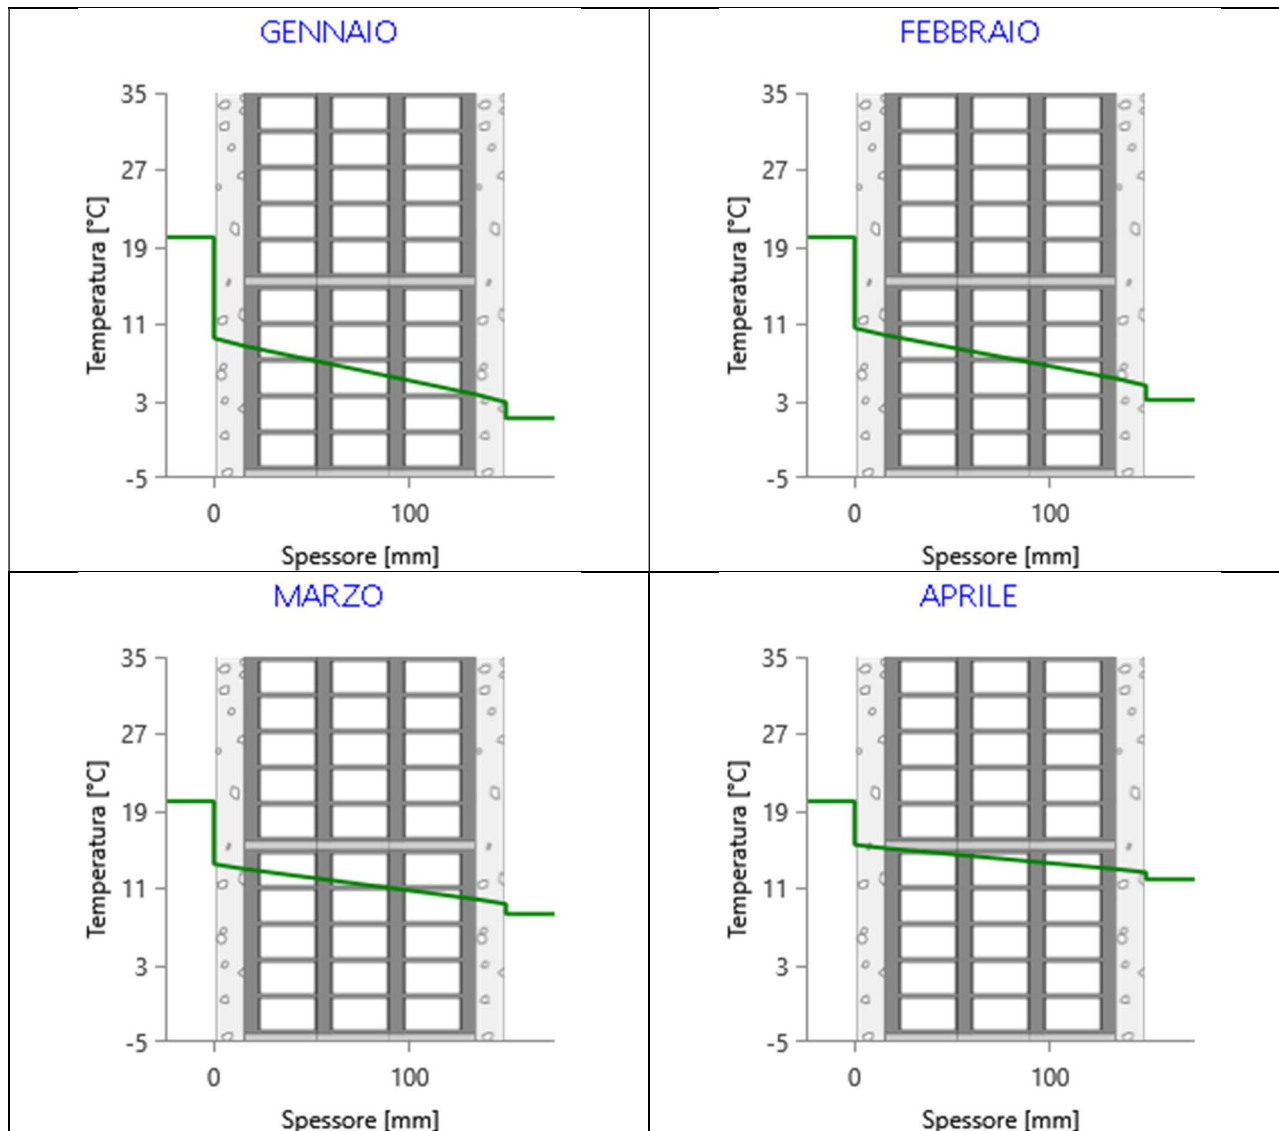 GENNAIO
35
27
19
11
3
-5
Temperatura [°C]
0 100
Spessore [mm]
FEBBRAIO
35
27
19
11
3
-5
Temperatura [°C]
0 100
Spessore [mm]
MARZO
35
27
19
11
3
-5
Temperatura [°C]
0 100
Spessore [mm]
APRILE
35
27
19
11
3
-5
Temperatura [°C]
0 100
Spessore [mm]